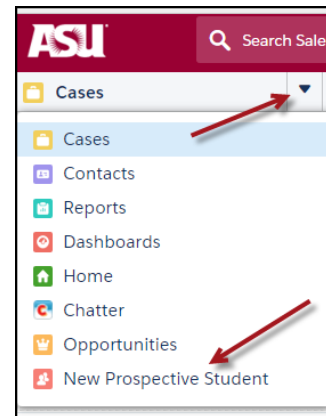 ASU
Search Sale
Cases
Cases
Contacts
Reports
Dashboards
Home
Chatter
Opportunities
New Prospective Student